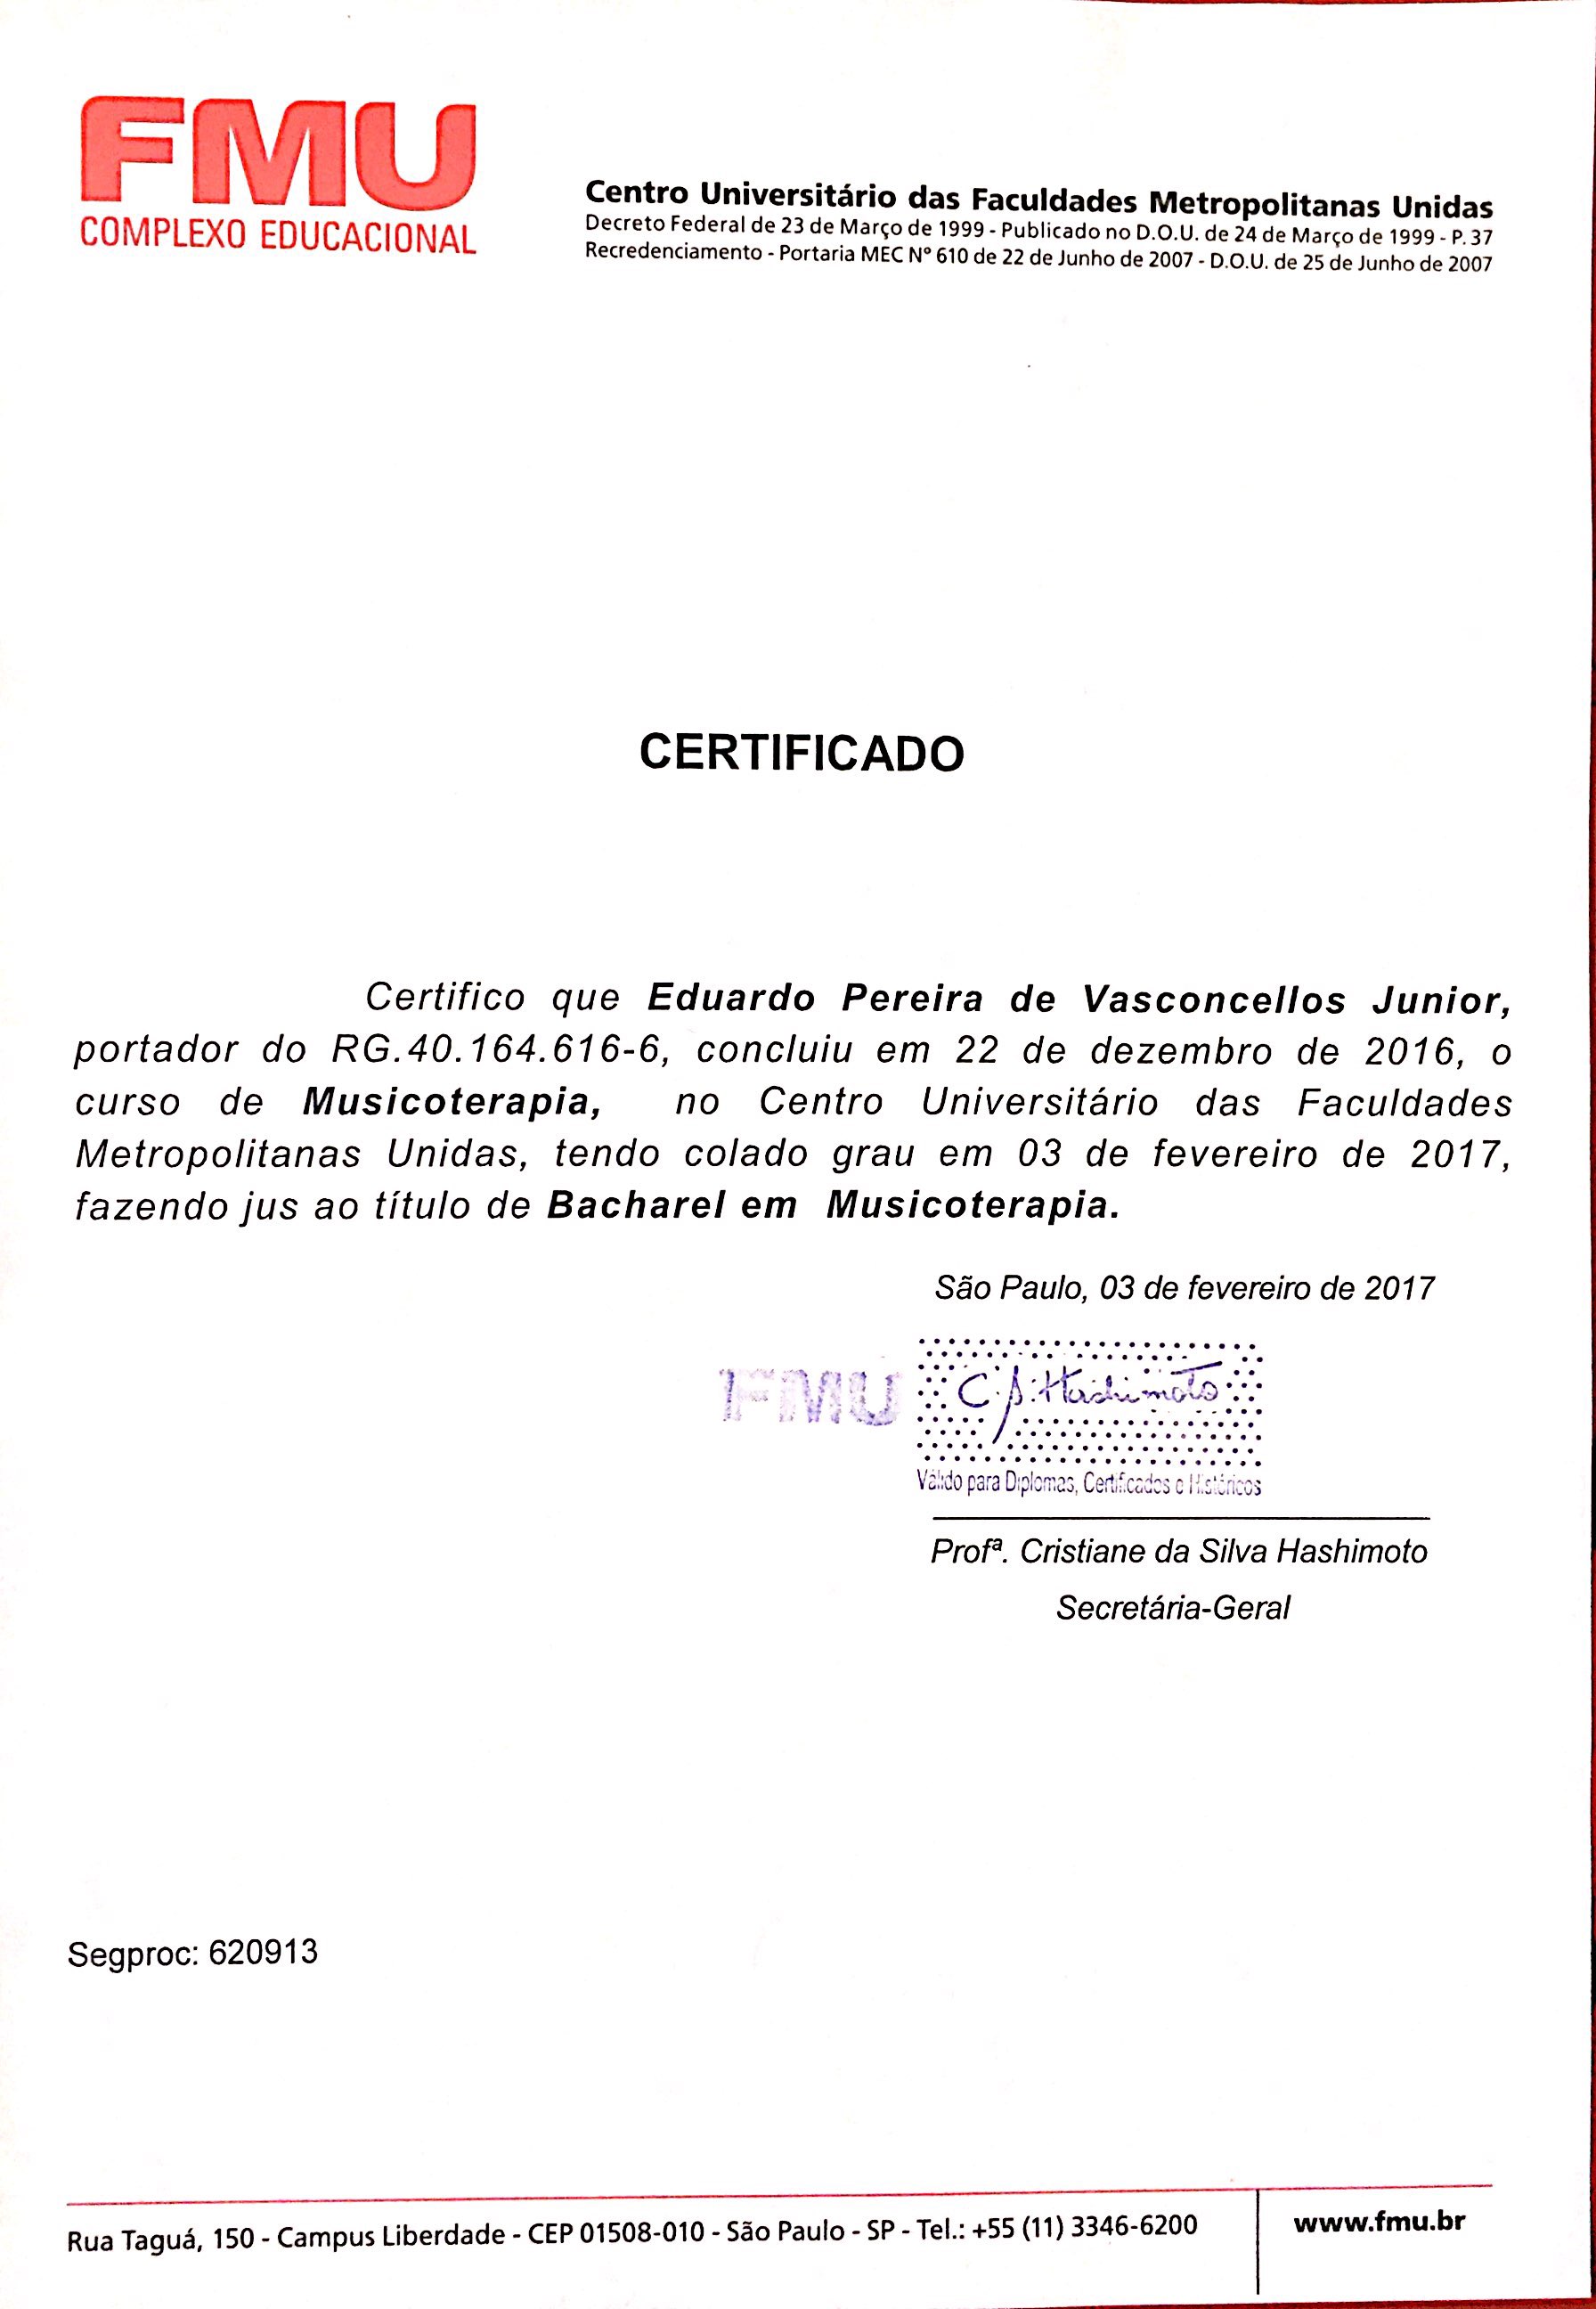 FMU
COMPLEXO EDUCACIONAL
Centro Universitário das Faculdades Metropolitanas Unidas
Decreto Federal de 23 de Março de 1999 - Publicado no D.O.U. de 24 de Março de 1999 - P. 37
Recredenciamento - Portaria MEC Nº 610 de 22 de Junho de 2007 - D.O.U. de 25 de Junho de 2007
CERTIFICADO
Certifico que Eduardo Pereira de Vasconcellos Junior,
portador do RG.40.164.616-6, concluiu em 22 de dezembro de 2016, o
curso de Musicoterapia, no Centro Universitário das Faculdades
Metropolitanas Unidas, tendo colado grau em 03 de fevereiro de 2017,
fazendo jus ao título de Bacharel em Musicoterapia.
São Paulo, 03 de fevereiro de 2017
FMU
C.S. Hashimoto
Válido para Diplomas, Certificados e Históricos
Profª. Cristiane da Silva Hashimoto
Secretária-Geral
Segproc: 620913
Rua Taguá, 150 - Campus Liberdade - CEP 01508-010 - São Paulo - SP - Tel.: +55 (11) 3346-6200
www.fmu.br